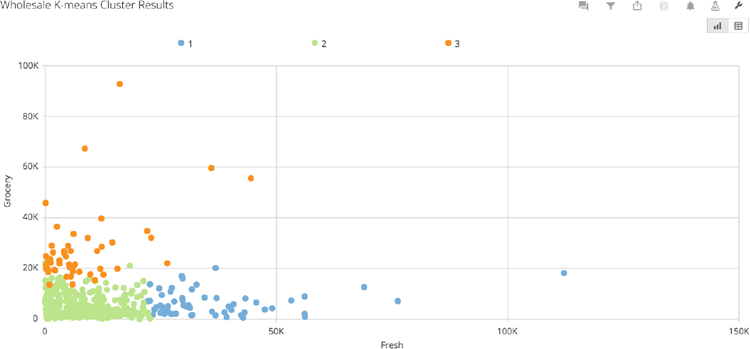 Wholesale K-means Cluster Results
1 2 3
100K
80K
60K
40K
20K
0
Grocery
0 50K 100K 150K
Fresh